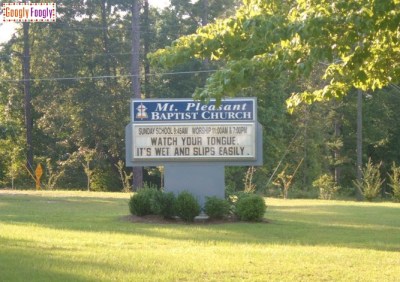 Googly Foogly
Mt. Pleasant
BAPTIST CHURCH
SUNDAY SCHOOL 9:45AM WORSHIP 11:00AM & 7:00PM
WATCH YOUR TONGUE
IT'S WET AND SLIPS EASILY